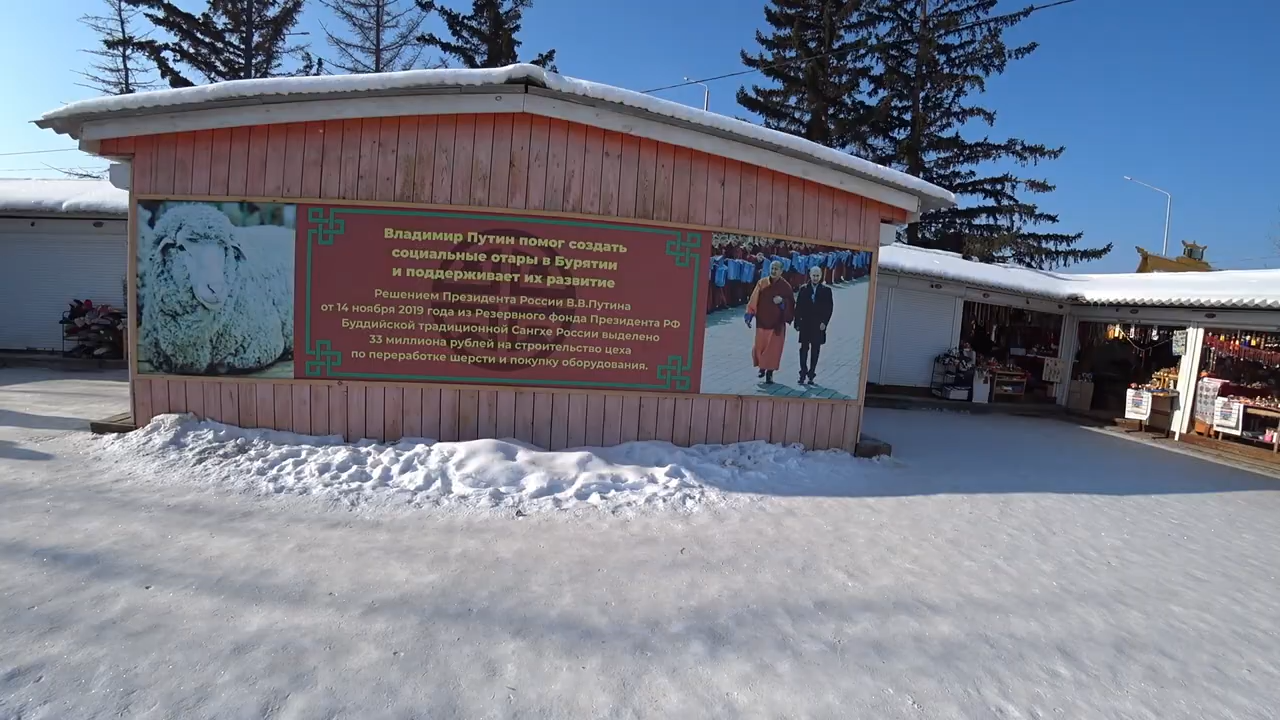 Владимир Путин помог создать
социальные отары в Бурятии
и поддерживает их развитие
Решением Президента России В.В.Путина
от 14 ноября 2019 года из Резервного фонда Президента РФ
Буддийской традиционной Сангхе России выделено
33 миллиона рублей на строительство цеха
по переработке шерсти и покупку оборудования.